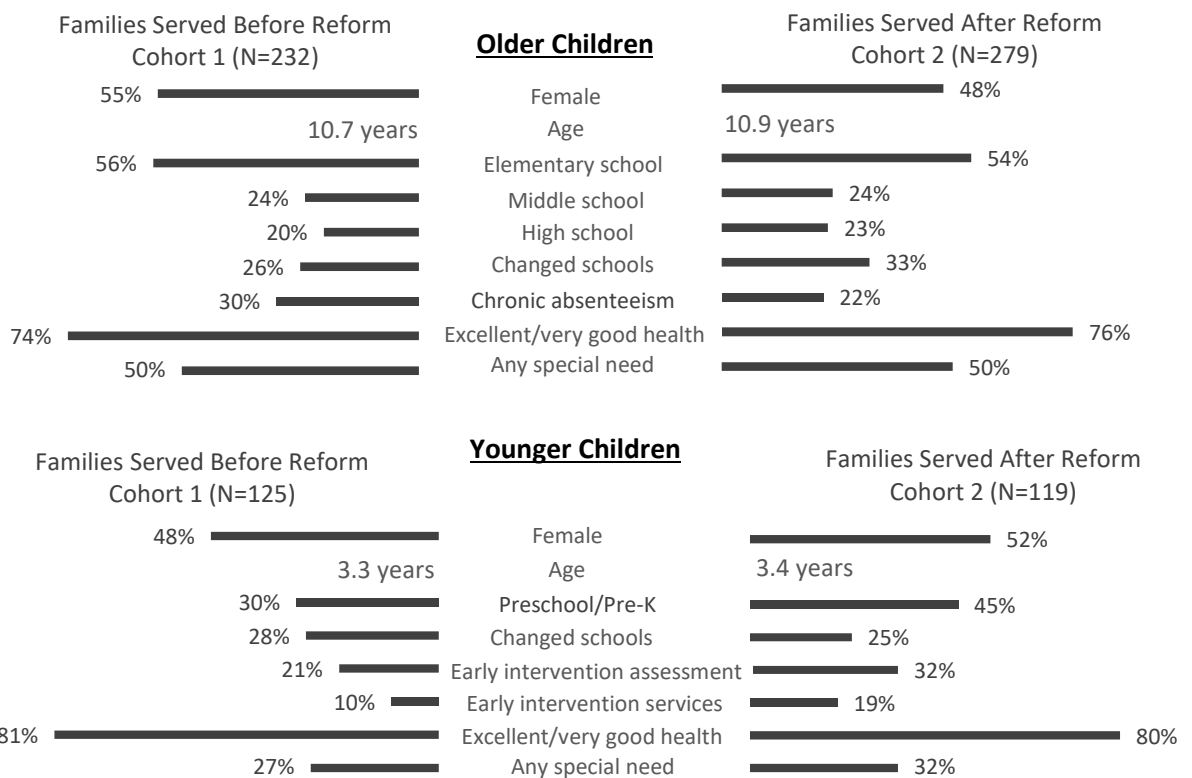 Families Served Before Reform
Cohort 1 (N=232)
Older Children
Families Served After Reform
Cohort 2 (N=279)
55% Female 48%
10.7 years Age 10.9 years
56% Elementary school 54%
24% Middle school 24%
20% High school 23%
26% Changed schools 33%
30% Chronic absenteeism 22%
74% Excellent/very good health 76%
50% Any special need 50%
Families Served Before Reform
Cohort 1 (N=125)
Younger Children
Families Served After Reform
Cohort 2 (N=119)
48% Female 52%
3.3 years Age 3.4 years
30% Preschool/Pre-K 45%
28% Changed schools 25%
21% Early intervention assessment 32%
10% Early intervention services 19%
81% Excellent/very good health 80%
27% Any special need 32%